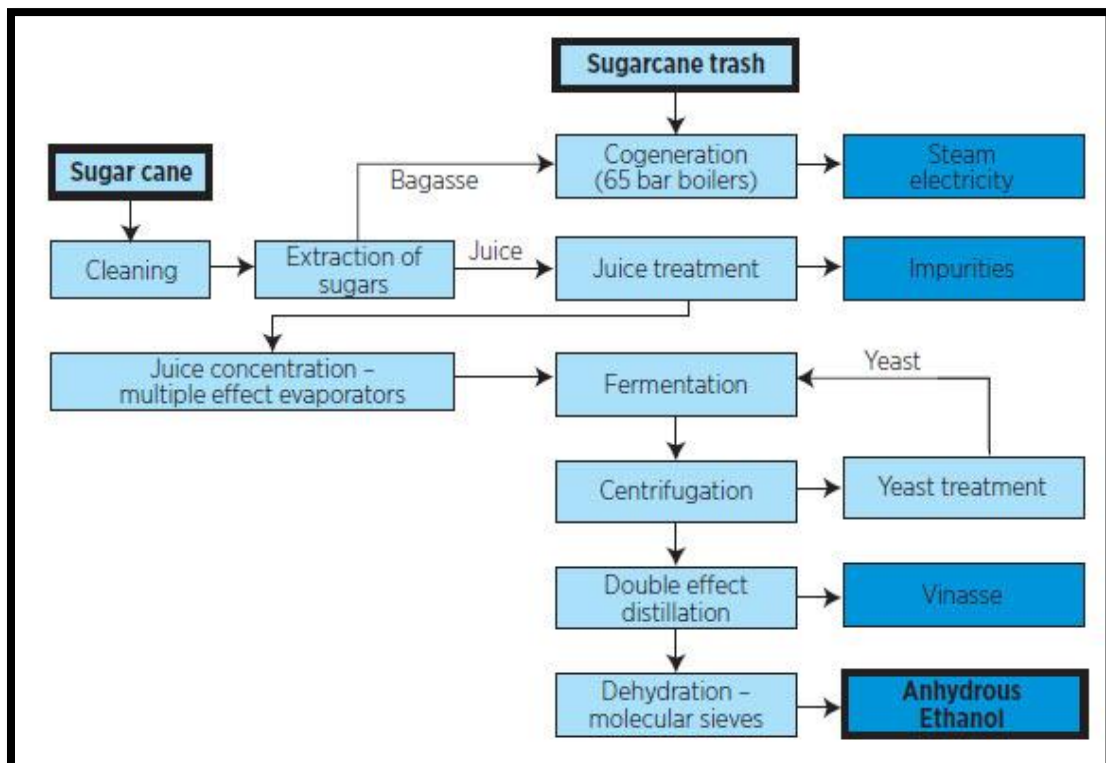 Sugarcane trash
Sugar cane
Bagasse
Cogeneration
(65 bar boilers)
Steam
electricity
Cleaning
Extraction of
sugars
Juice
Juice treatment
Impurities
Juice concentration –
multiple effect evaporators
Fermentation
Yeast
Centrifugation
Yeast treatment
Double effect
distillation
Vinasse
Dehydration –
molecular sieves
Anhydrous
Ethanol